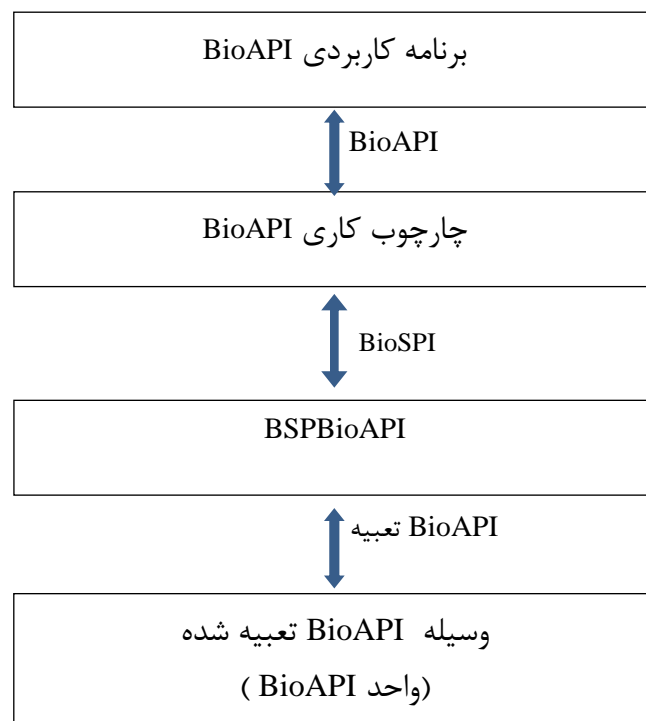 برنامه کاربردی BioAPI
BioAPI
چارچوب کاری BioAPI
BioSPI
BSPBioAPI
BioAPI تعبیه
وسیله BioAPI تعبیه شده
(واحد BioAPI )